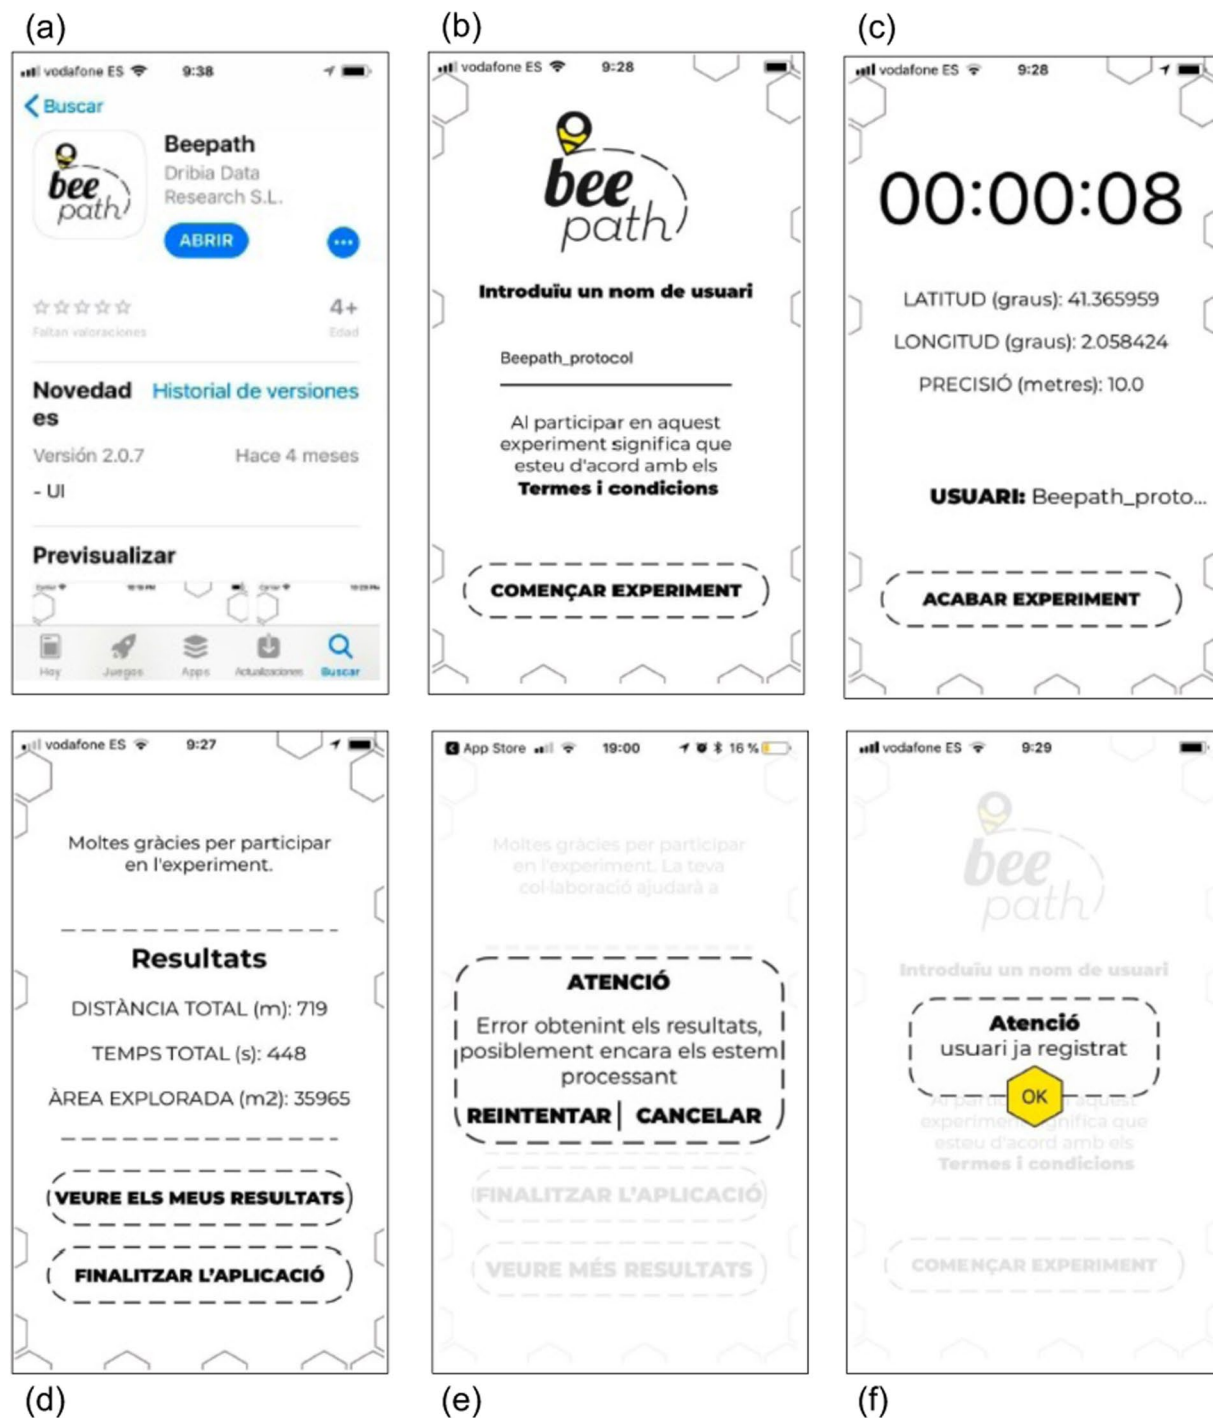 (a)
vodafone ES 9:38
Buscar
bee
path
Beepath
Dribia Data
Research S.L.
ABRIR
4+
Faltan valoraciones Edad
Novedad Historial de versiones
es
Versión 2.0.7 Hace 4 meses
- UI
Previsualizar
Hoy Juegos Apps Actualizaciones Buscar
(b)
vodafone ES 9:28
bee
path
Introduïu un nom de usuari
Beepath_protocol
Al participar en aquest
experiment significa que
esteu d'acord amb els
Termes i condicions
COMENÇAR EXPERIMENT
(c)
vodafone ES 9:28
00:00:08
LATITUD (graus): 41.365959
LONGITUD (graus): 2.058424
PRECISIÓ (metres): 10.0
USUARI: Beepath_proto...
ACABAR EXPERIMENT
vodafone ES 9:27
Moltes gràcies per participar
en l'experiment.
Resultats
DISTÀNCIA TOTAL (m): 719
TEMPS TOTAL (s): 448
ÀREA EXPLORADA (m2): 35965
VEURE ELS MEUS RESULTATS
FINALITZAR L'APLICACIÓ
(d)
App Store 19:00 16 %
Moltes gràcies per participar
en l'experiment. La teva
col·laboració ajudarà a
ATENCIÓ
Error obtenint els resultats,
posiblement encara els estem
processant
REINTENTAR CANCELAR
FINALITZAR L'APLICACIÓ
VEURE MÉS RESULTATS
(e)
vodafone ES 9:29
bee
path
Introduïu un nom de usuari
Atenció
usuari ja registrat
OK
esteu d'acord amb els
Termes i condicions
COMENÇAR EXPERIMENT
(f)